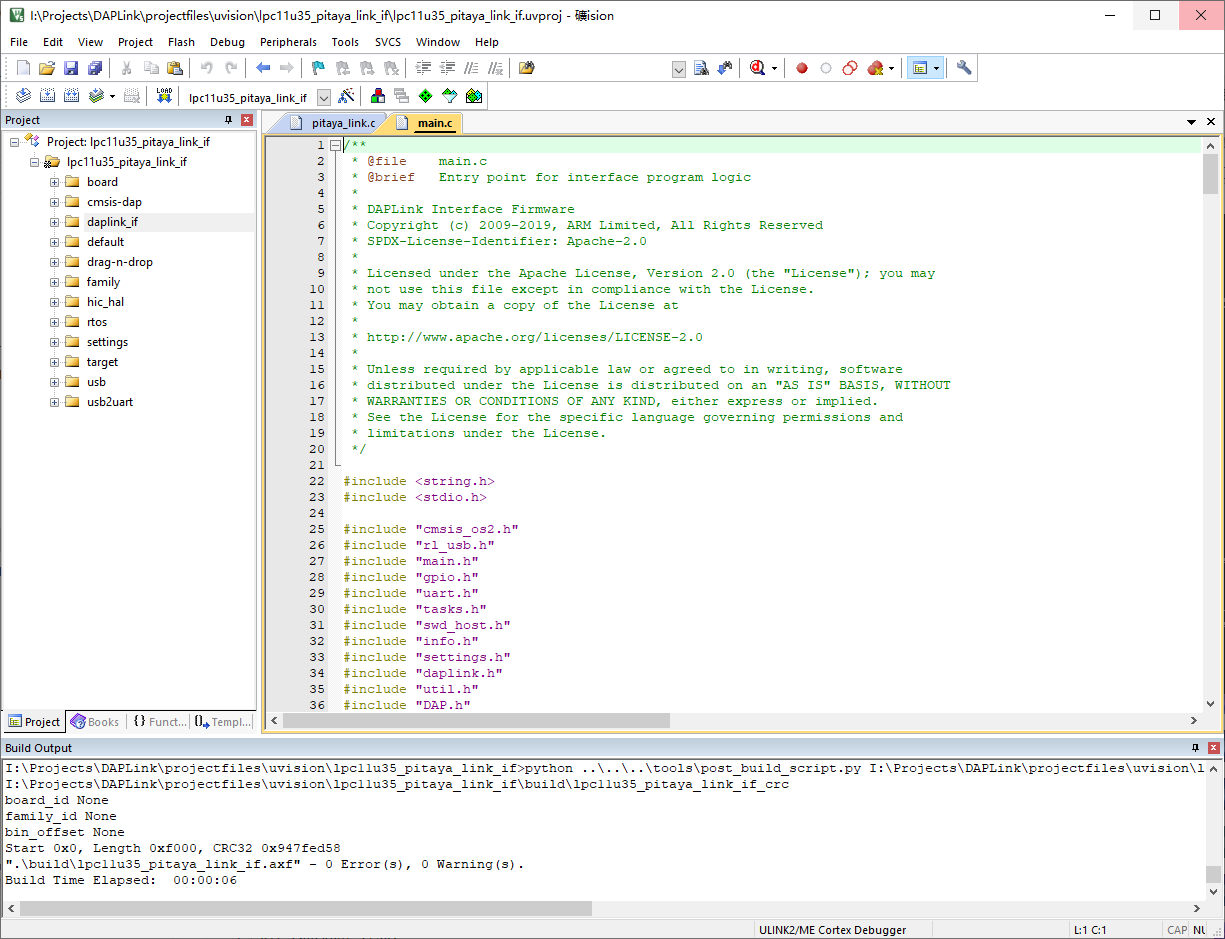 I:\Projects\DAPLink\projectfiles\uvision\lpc11u35_pitaya_link_if\lpc11u35_pitaya_link_if.uvproj - 礦ision
File Edit View Project Flash Debug Peripherals Tools SVCS Window Help
LOAD
lpc11u35_pitaya_link_if
Project
Project: lpc11u35_pitaya_link_if
lpc11u35_pitaya_link_if
board
cmsis-dap
daplink_if
default
drag-n-drop
family
hic_hal
rtos
settings
target
usb
usb2uart
Project Books {} Funct... Templ...
pitaya_link.c main.c
1 /**
2 * @file main.c
3 * @brief Entry point for interface program logic
4 *
5 * DAPLink Interface Firmware
6 * Copyright (c) 2009-2019, ARM Limited, All Rights Reserved
7 * SPDX-License-Identifier: Apache-2.0
8 *
9 * Licensed under the Apache License, Version 2.0 (the "License"); you may
10 * not use this file except in compliance with the License.
11 * You may obtain a copy of the License at
12 *
13 * http://www.apache.org/licenses/LICENSE-2.0
14 *
15 * Unless required by applicable law or agreed to in writing, software
16 * distributed under the License is distributed on an "AS IS" BASIS, WITHOUT
17 * WARRANTIES OR CONDITIONS OF ANY KIND, either express or implied.
18 * See the License for the specific language governing permissions and
19 * limitations under the License.
20 */
21
22 #include <string.h>
23 #include <stdio.h>
24
25 #include "cmsis_os2.h"
26 #include "rl_usb.h"
27 #include "main.h"
28 #include "gpio.h"
29 #include "uart.h"
30 #include "tasks.h"
31 #include "swd_host.h"
32 #include "info.h"
33 #include "settings.h"
34 #include "daplink.h"
35 #include "util.h"
36 #include "DAP.h"
Build Output
I:\Projects\DAPLink\projectfiles\uvision\lpc11u35_pitaya_link_if>python ..\..\..\tools\post_build_script.py I:\Projects\DAPLink\projectfiles\uvision\l
I:\Projects\DAPLink\projectfiles\uvision\lpc11u35_pitaya_link_if\build\lpc11u35_pitaya_link_if_crc
board_id None
family_id None
bin_offset None
Start 0x0, Length 0xf000, CRC32 0x947fed58
".\build\lpc11u35_pitaya_link_if.axf" - 0 Error(s), 0 Warning(s).
Build Time Elapsed:  00:00:06
ULINK2/ME Cortex Debugger L:1 C:1 CAP